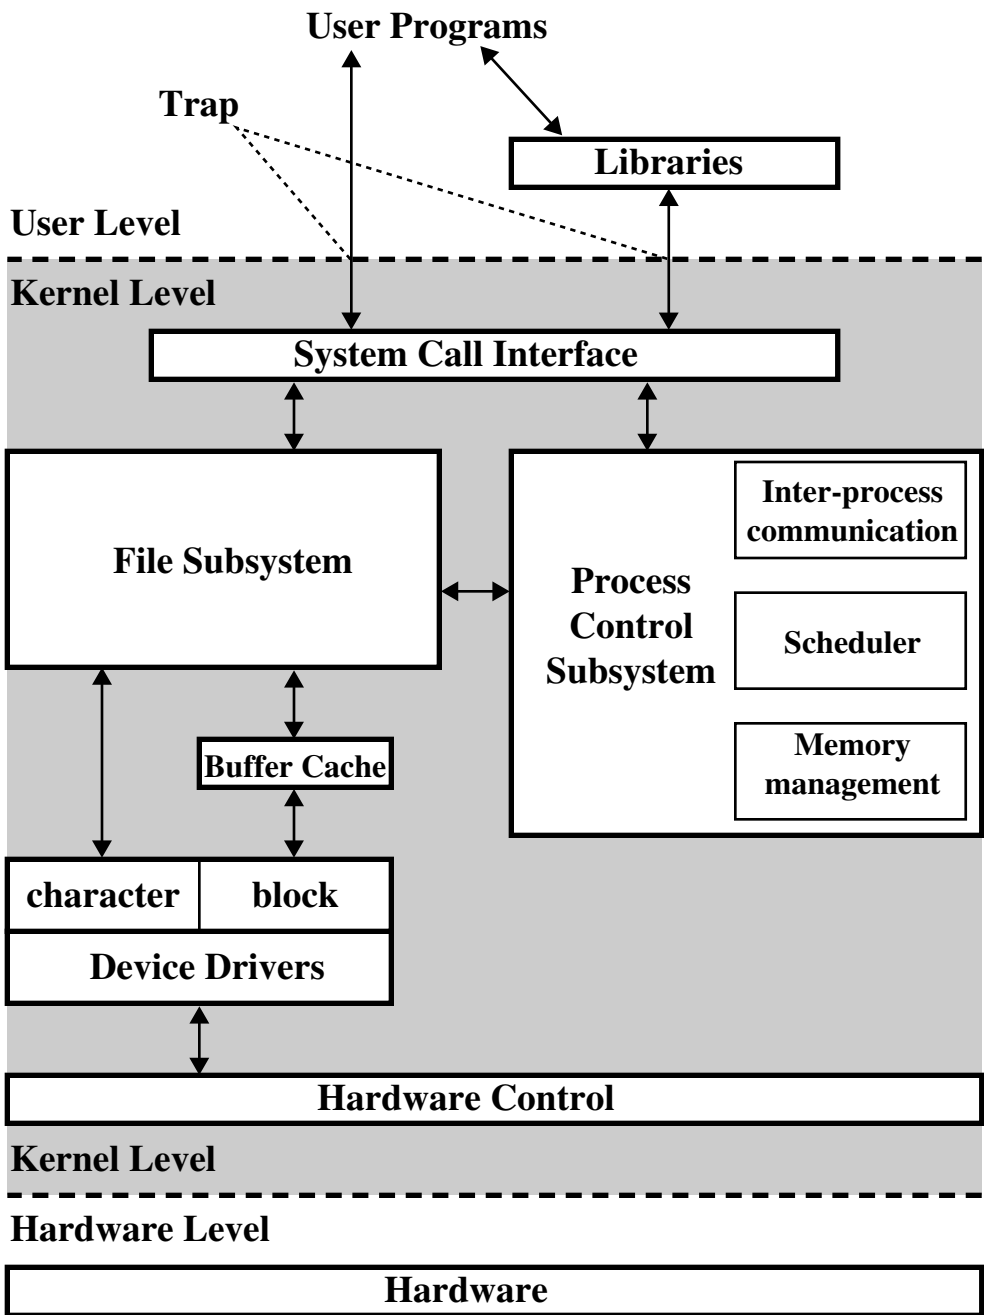 User Programs
Trap
Libraries
User Level
Kernel Level
System Call Interface
File Subsystem
Process
Control
Subsystem
Inter-process
communication
Scheduler
Memory
management
Buffer Cache
character
block
Device Drivers
Hardware Control
Kernel Level
Hardware Level
Hardware